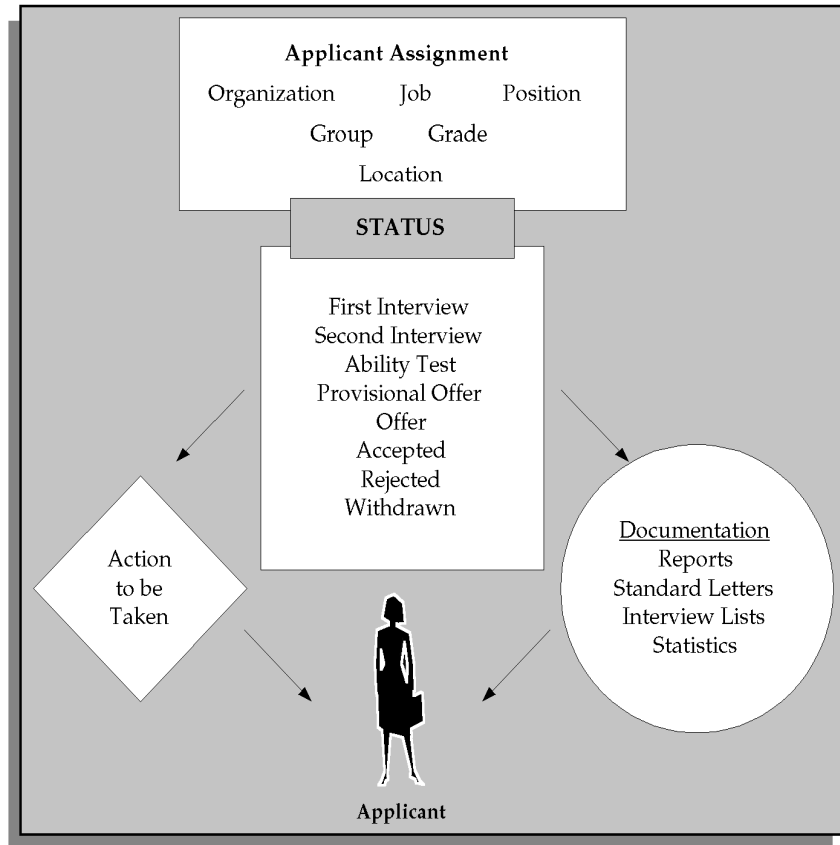 Applicant Assignment
Organization Job Position
Group Grade
Location
STATUS
First Interview
Second Interview
Ability Test
Provisional Offer
Offer
Accepted
Rejected
Withdrawn
Action
to be
Taken
Documentation
Reports
Standard Letters
Interview Lists
Statistics
Applicant